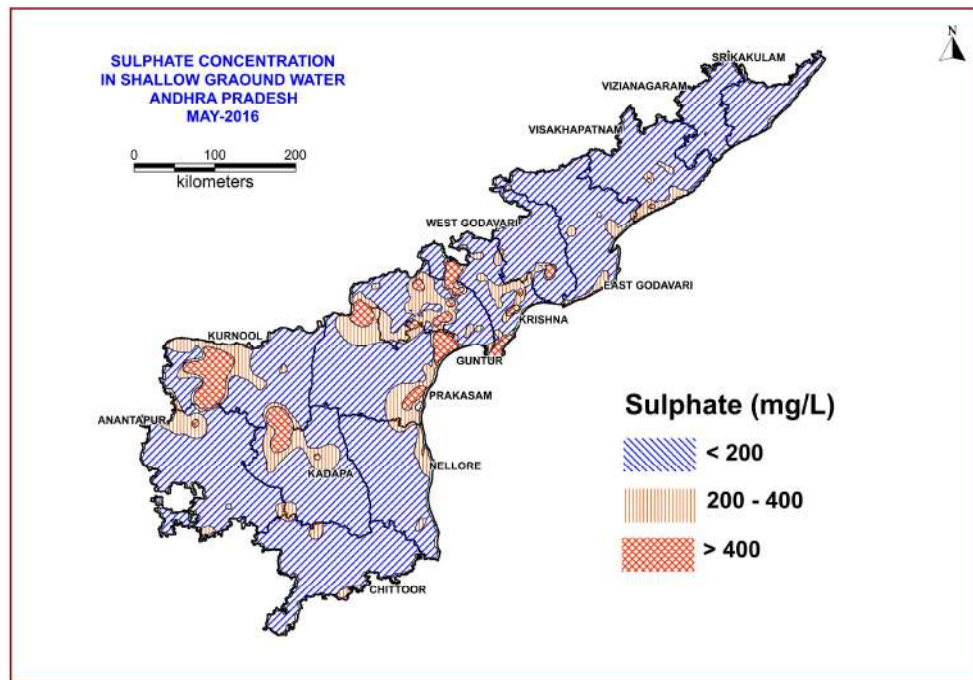 SULPHATE CONCENTRATION
IN SHALLOW GRAOUND WATER
ANDHRA PRADESH
MAY-2016
0 100 200
kilometers
N
SRIKAKULAM
VIZIANAGARAM
VISAKHAPATNAM
WEST GODAVARI
EAST GODAVARI
KRISHNA
KURNOOL
GUNTUR
PRAKASAM
ANANTAPUR
NELLORE
KADAPA
CHITTOOR
Sulphate (mg/L)
< 200
200 - 400
> 400